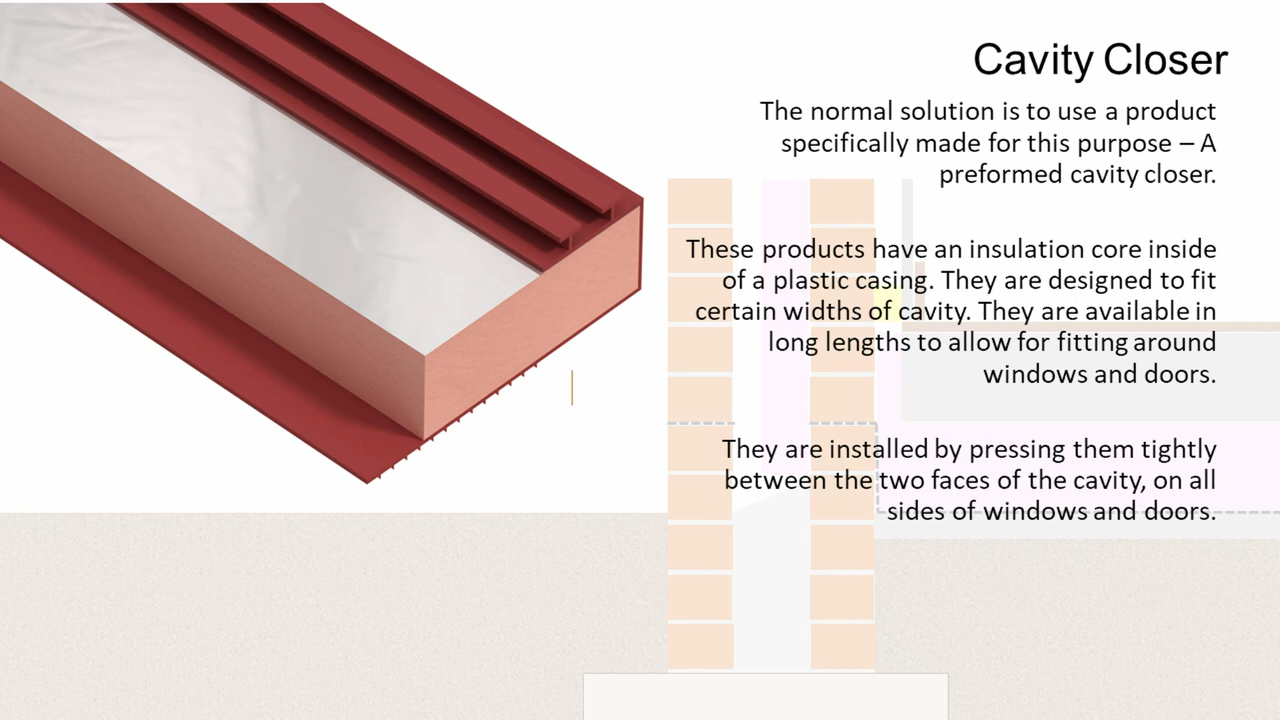 Cavity Closer
The normal solution is to use a product
specifically made for this purpose – A
preformed cavity closer.
These products have an insulation core inside
of a plastic casing. They are designed to fit
certain widths of cavity. They are available in
long lengths to allow for fitting around
windows and doors.
They are installed by pressing them tightly
between the two faces of the cavity, on all
sides of windows and doors.